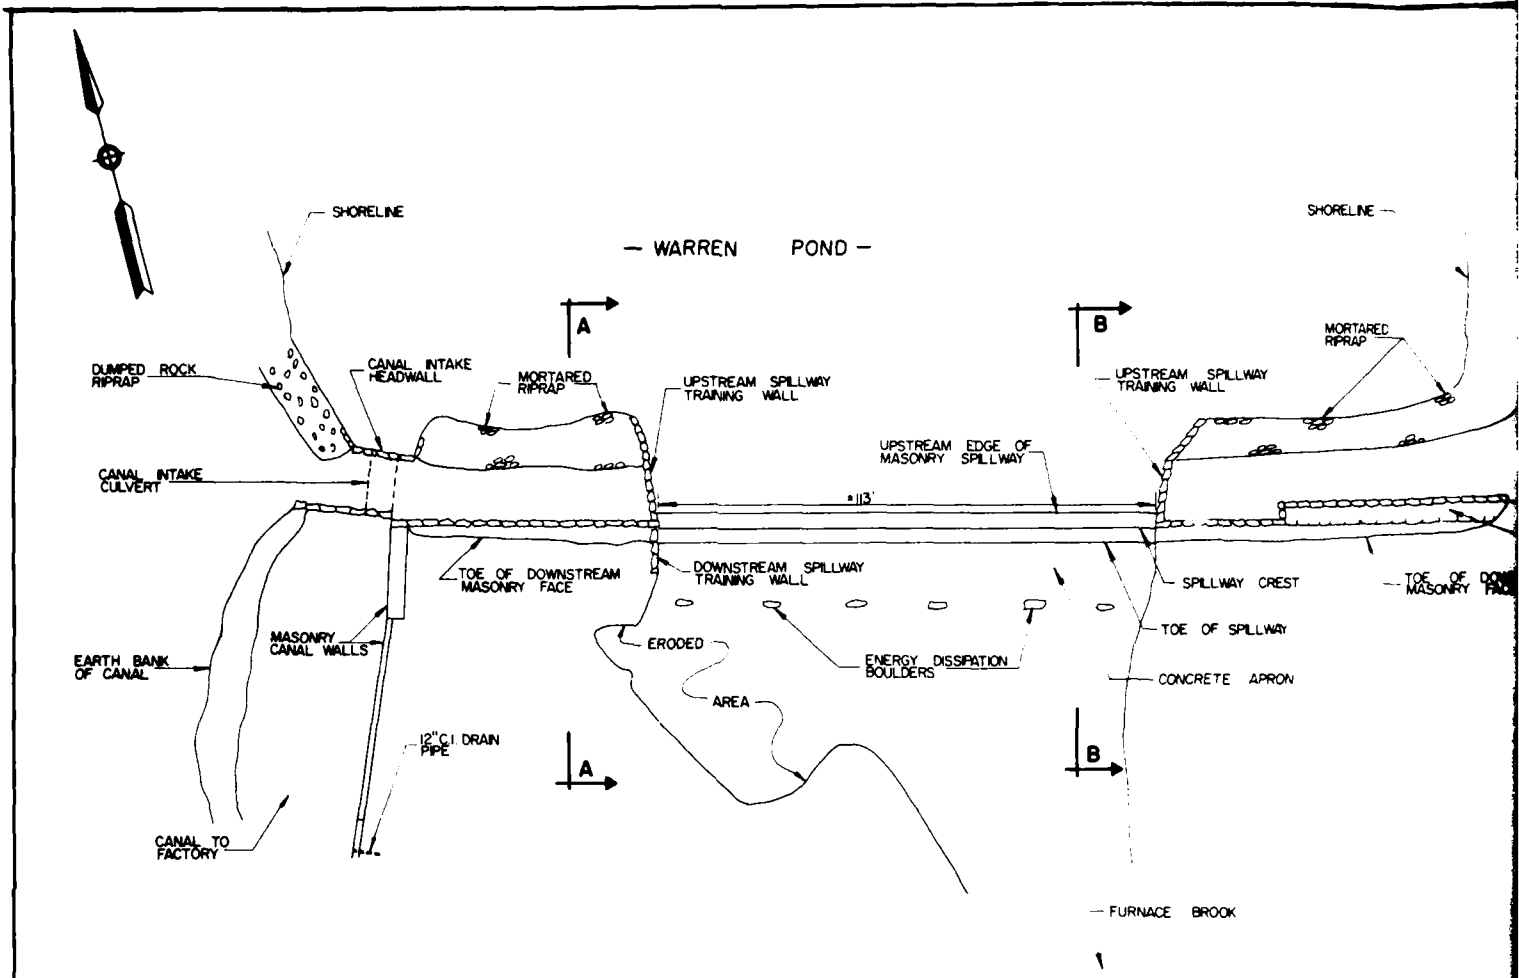 SHORELINE
SHORELINE
— WARREN POND —
A
B
MORTARED
RIPRAP
DUMPED ROCK
RIPRAP
CANAL INTAKE
HEADWALL
MORTARED
RIPRAP
UPSTREAM SPILLWAY
TRAINING WALL
UPSTREAM SPILLWAY
TRAINING WALL
UPSTREAM EDGE OF
MASONRY SPILLWAY
CANAL INTAKE
CULVERT
±113'
TOE OF DOWNSTREAM
MASONRY FACE
DOWNSTREAM SPILLWAY
TRAINING WALL
SPILLWAY CREST
TOE OF
MASONRY
TOE OF SPILLWAY
MASONRY
CANAL WALLS
ERODED
AREA
ENERGY DISSIPATION
BOULDERS
EARTH BANK
OF CANAL
CONCRETE APRON
12" C.I. DRAIN
PIPE
A
B
CANAL TO
FACTORY
FURNACE BROOK